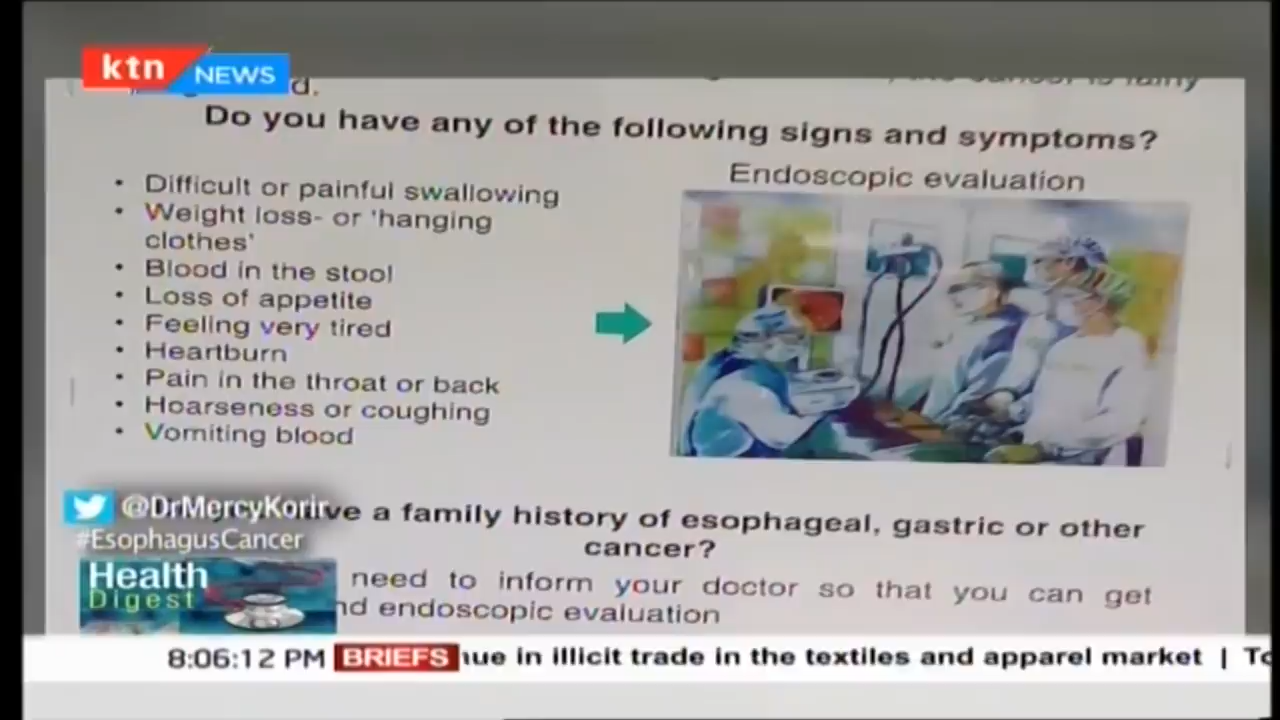 ktn NEWS
d.
Do you have any of the following signs and symptoms?
• Difficult or painful swallowing
• Weight loss- or 'hanging
clothes'
• Blood in the stool
• Loss of appetite
• Feeling very tired
• Heartburn
• Pain in the throat or back
• Hoarseness or coughing
• Vomiting blood
Endoscopic evaluation
@DrMercyKorir
#EsophagusCancer
a family history of esophageal, gastric or other
cancer?
Health
Digest
need to inform your doctor so that you can get
endoscopic evaluation
8:06:12 PM BRIEFS in illicit trade in the textiles and apparel market |